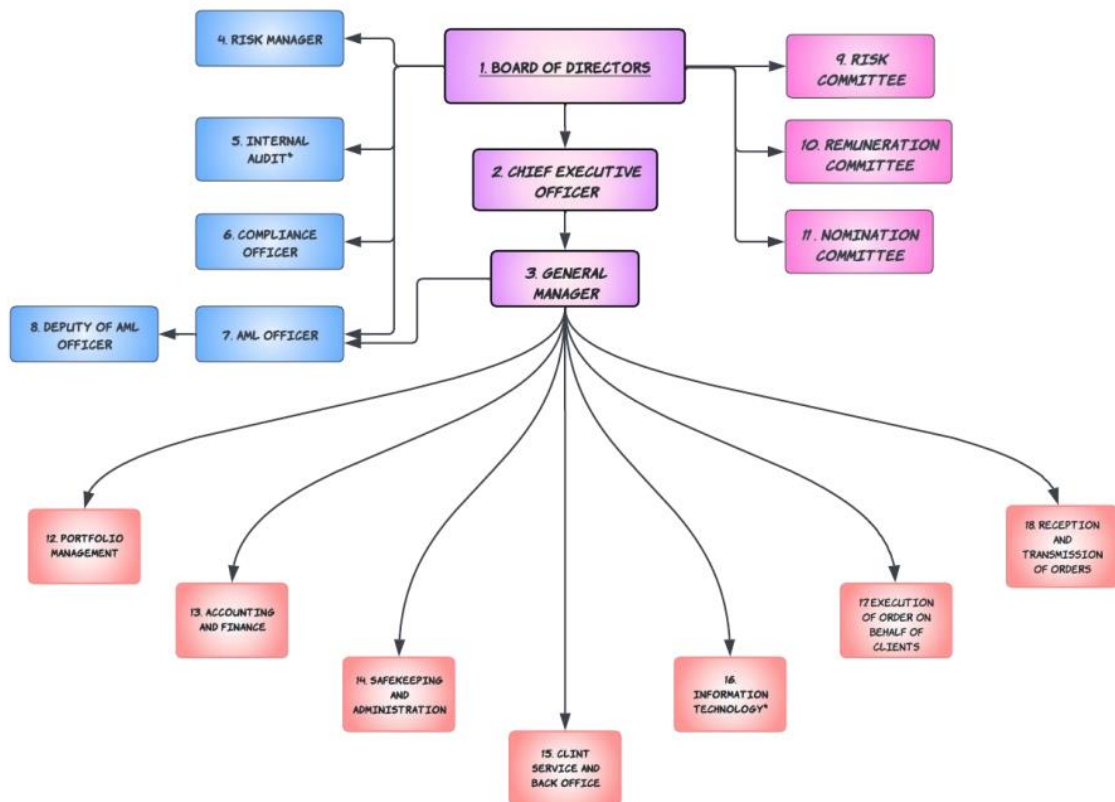 4. RISK MANAGER
1. BOARD OF DIRECTORS
9. RISK
COMMITTEE
5. INTERNAL
AUDIT*
2. CHIEF EXECUTIVE
OFFICER
10. REMUNERATION
COMMITTEE
6. COMPLIANCE
OFFICER
3. GENERAL
MANAGER
11. NOMINATION
COMMITTEE
8. DEPUTY OF AML
OFFICER
7. AML OFFICER
12. PORTFOLIO
MANAGEMENT
13. ACCOUNTING
AND FINANCE
14. SAFEKEEPING
AND
ADMINISTRATION
15. CLINT
SERVICE AND
BACK OFFICE
16.
INFORMATION
TECHNOLOGY*
17 EXECUTION
OF ORDER ON
BEHALF OF
CLIENTS
18. RECEPTION
AND
TRANSMISSION
OF ORDERS